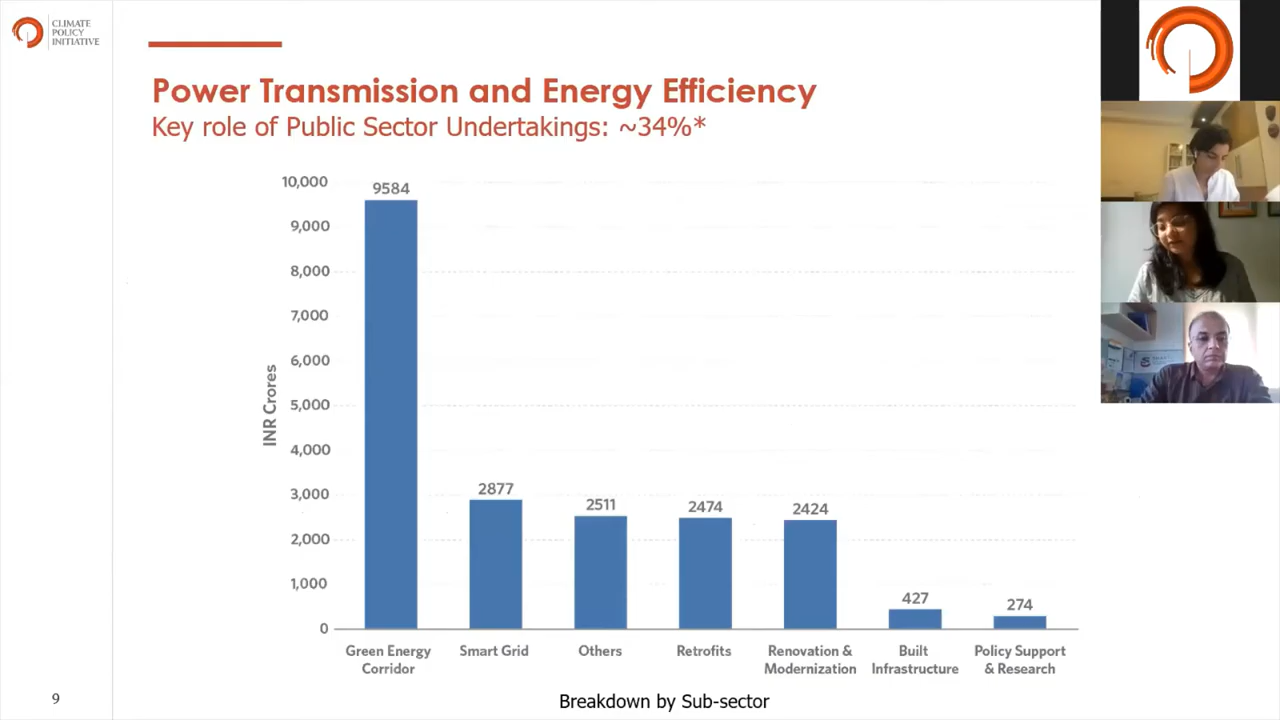 CLIMATE
POLICY
INITIATIVE
Power Transmission and Energy Efficiency
Key role of Public Sector Undertakings: ~34%*
INR Crores
10,000
9,000
8,000
7,000
6,000
5,000
4,000
3,000
2,000
1,000
0
9584
2877
2511
2474
2424
427
274
Green Energy
Corridor
Smart Grid
Others
Retrofits
Renovation &
Modernization
Built
Infrastructure
Policy Support
& Research
9
Breakdown by Sub-sector